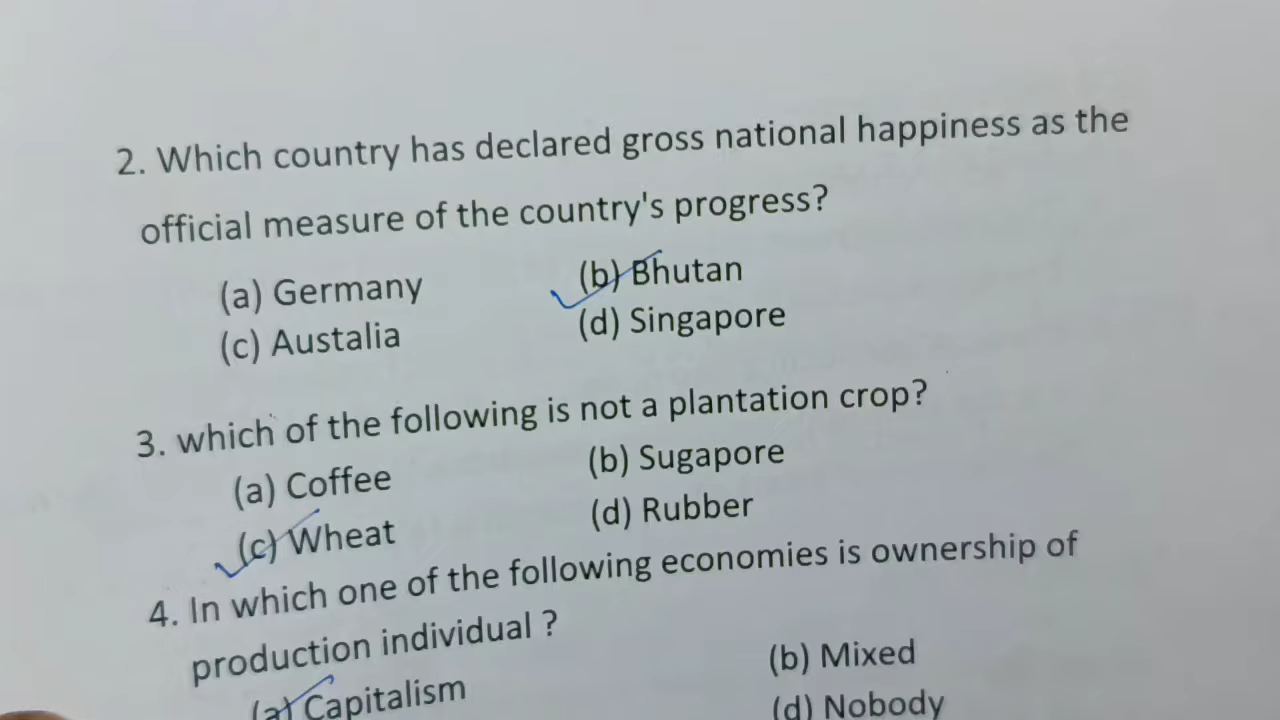 2. Which country has declared gross national happiness as the
official measure of the country's progress?
(a) Germany (b) Bhutan
(c) Austalia (d) Singapore
3. which of the following is not a plantation crop?
(a) Coffee (b) Sugapore
(c) Wheat (d) Rubber
4. In which one of the following economies is ownership of
production individual ?
(a) Capitalism (b) Mixed
(d) Nobody